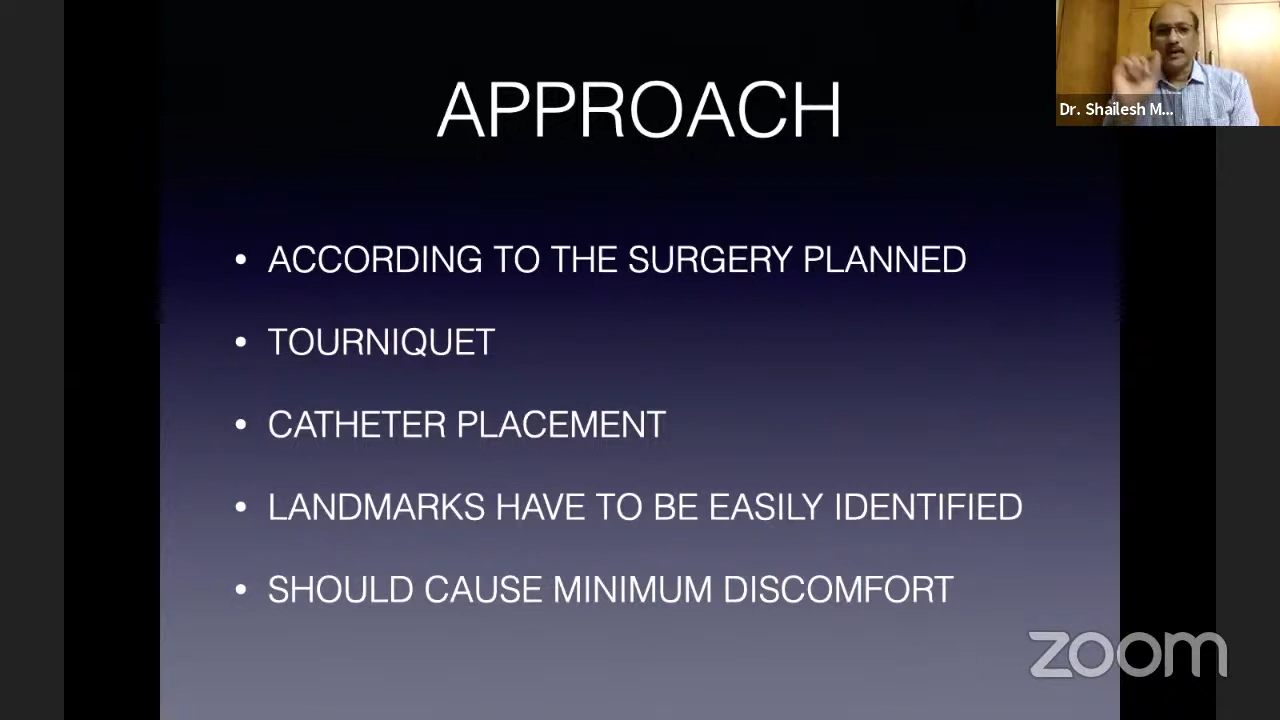 APPROACH
Dr. Shailesh M...
• ACCORDING TO THE SURGERY PLANNED
• TOURNIQUET
• CATHETER PLACEMENT
• LANDMARKS HAVE TO BE EASILY IDENTIFIED
• SHOULD CAUSE MINIMUM DISCOMFORT
zoom